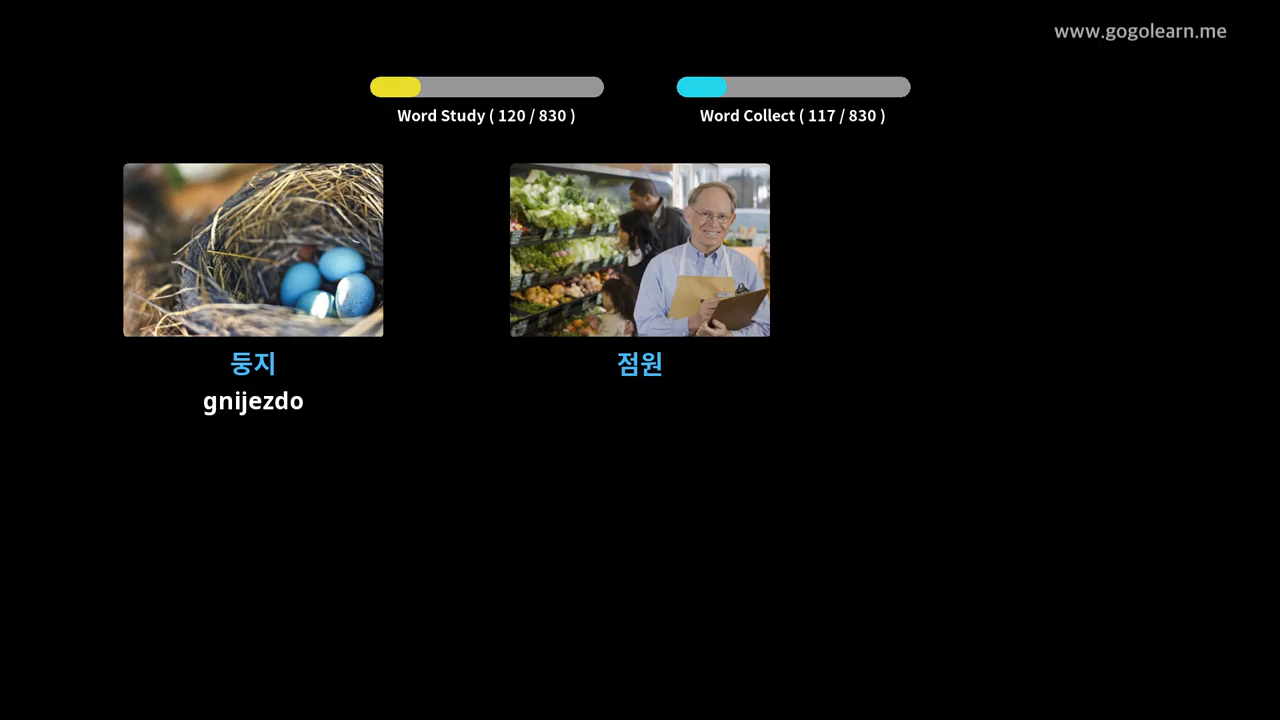 www.gogolearn.me
Word Study ( 120 / 830 )
Word Collect ( 117 / 830 )
둥지
gnijezdo
점원